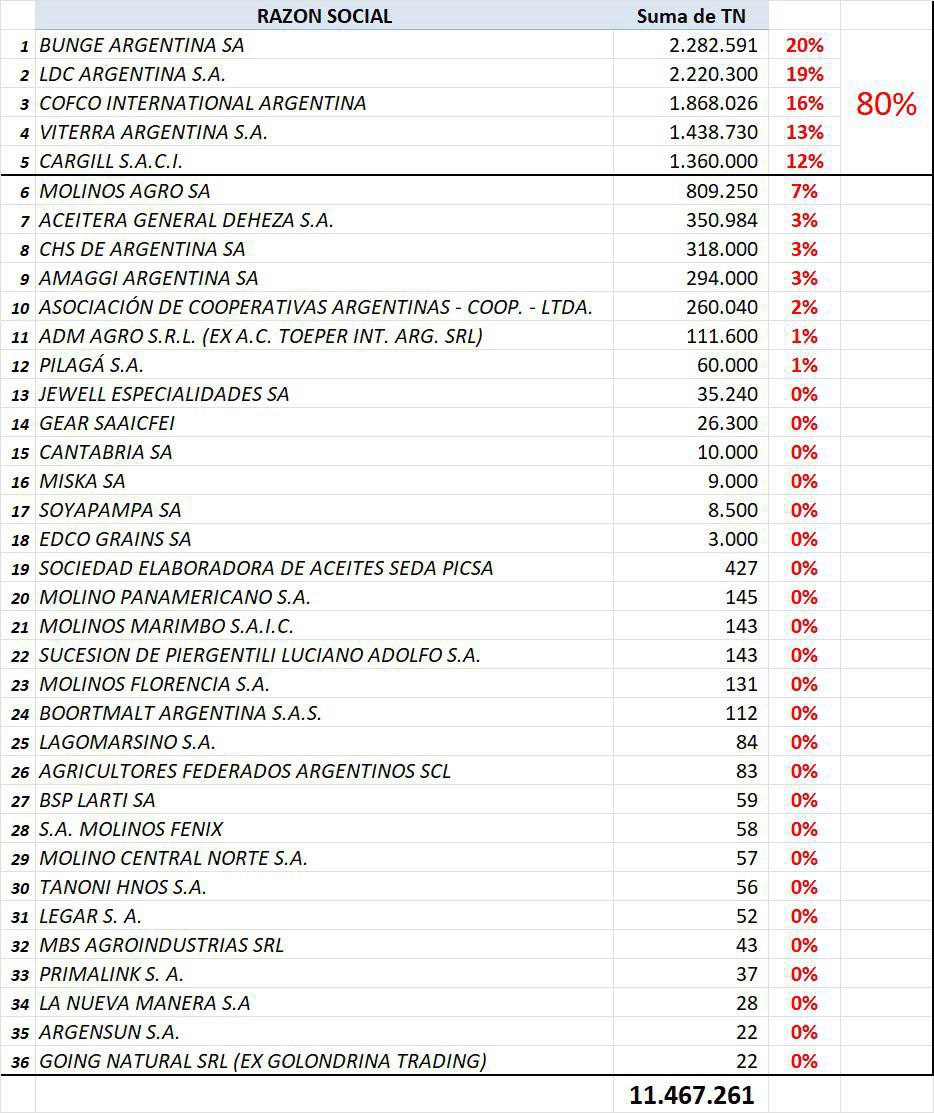 RAZON SOCIAL Suma de TN
1 BUNGE ARGENTINA SA 2.282.591 20%
2 LDC ARGENTINA S.A. 2.220.300 19%
3 COFCO INTERNATIONAL ARGENTINA 1.868.026 16% 80%
4 VITERRA ARGENTINA S.A. 1.438.730 13%
5 CARGILL S.A.C.I. 1.360.000 12%
6 MOLINOS AGRO SA 809.250 7%
7 ACEITERA GENERAL DEHEZA S.A. 350.984 3%
8 CHS DE ARGENTINA SA 318.000 3%
9 AMAGGI ARGENTINA SA 294.000 3%
10 ASOCIACIÓN DE COOPERATIVAS ARGENTINAS - COOP. - LTDA. 260.040 2%
11 ADM AGRO S.R.L. (EX A.C. TOEPER INT. ARG. SRL) 111.600 1%
12 PILAGÁ S.A. 60.000 1%
13 JEWELL ESPECIALIDADES SA 35.240 0%
14 GEAR SAAICFEI 26.300 0%
15 CANTABRIA SA 10.000 0%
16 MISKA SA 9.000 0%
17 SOYAPAMPA SA 8.500 0%
18 EDCO GRAINS SA 3.000 0%
19 SOCIEDAD ELABORADORA DE ACEITES SEDA PICSA 427 0%
20 MOLINO PANAMERICANO S.A. 145 0%
21 MOLINOS MARIMBO S.A.I.C. 143 0%
22 SUCESION DE PIERGENTILI LUCIANO ADOLFO S.A. 143 0%
23 MOLINOS FLORENCIA S.A. 131 0%
24 BOORTMALT ARGENTINA S.A.S. 112 0%
25 LAGOMARSINO S.A. 84 0%
26 AGRICULTORES FEDERADOS ARGENTINOS SCL 83 0%
27 BSP LARTI SA 59 0%
28 S.A. MOLINOS FENIX 58 0%
29 MOLINO CENTRAL NORTE S.A. 57 0%
30 TANONI HNOS S.A. 56 0%
31 LEGAR S. A. 52 0%
32 MBS AGROINDUSTRIAS SRL 43 0%
33 PRIMALINK S. A. 37 0%
34 LA NUEVA MANERA S.A 28 0%
35 ARGENSUN S.A. 22 0%
36 GOING NATURAL SRL (EX GOLONDRINA TRADING) 22 0%
11.467.261